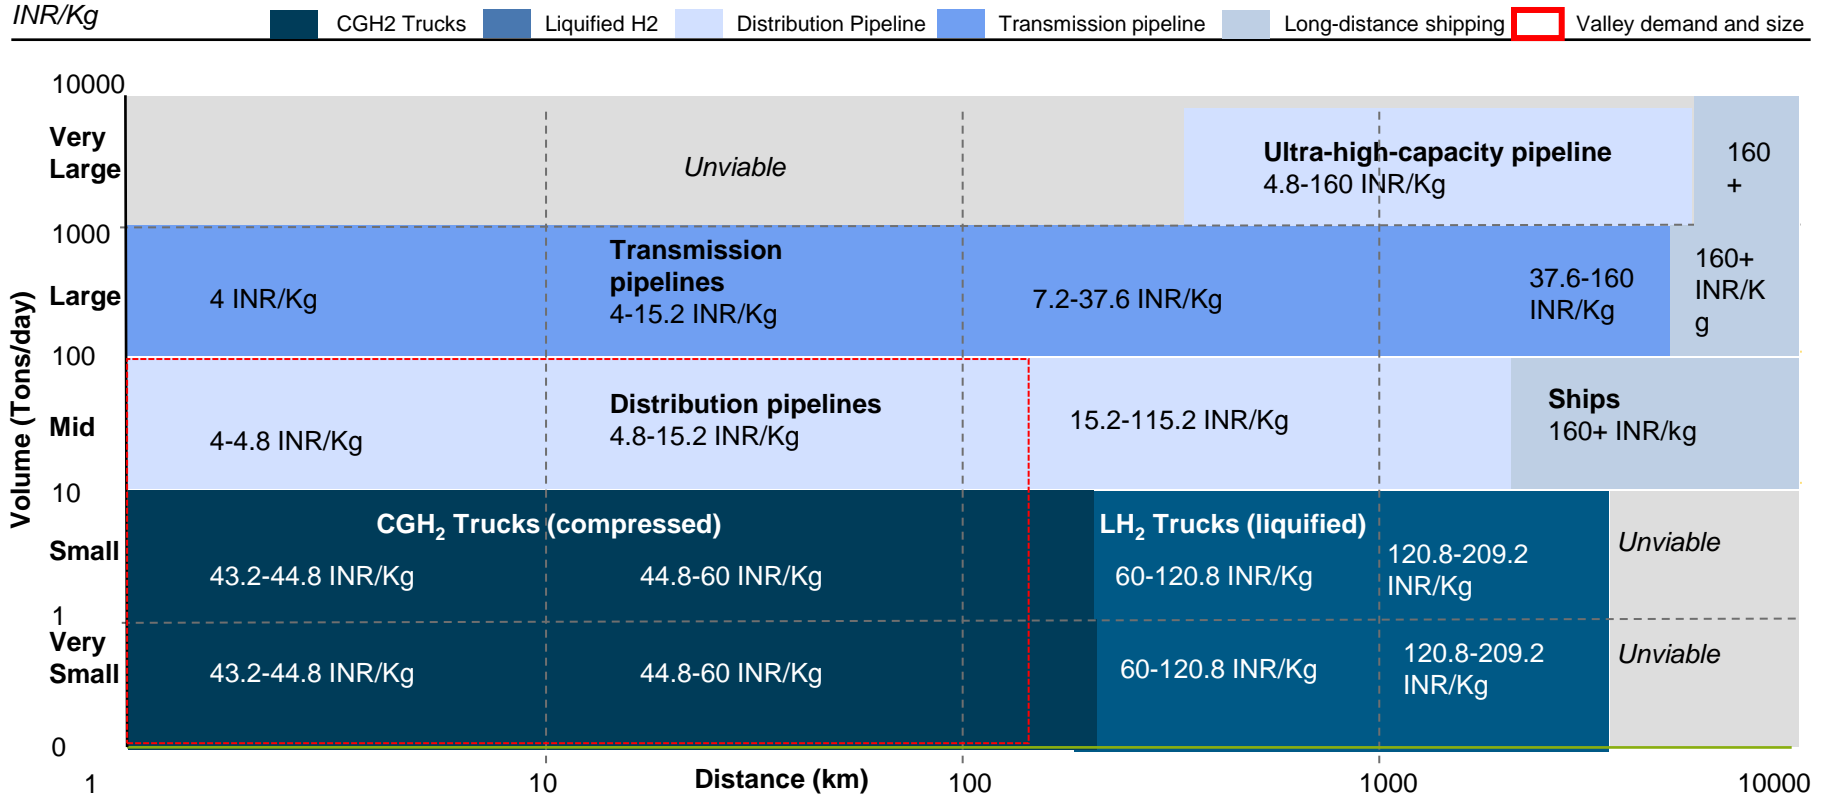 INR/Kg
CGH2 Trucks
Liquified H2
Distribution Pipeline
Transmission pipeline
Long-distance shipping
Valley demand and size
10000
Very
Large
Unviable
Ultra-high-capacity pipeline
4.8-160 INR/Kg
160
+
1000
Large
4 INR/Kg
Transmission
pipelines
4-15.2 INR/Kg
7.2-37.6 INR/Kg
37.6-160
INR/Kg
160+
INR/K
g
100
Volume (Tons/day)
Mid
4-4.8 INR/Kg
Distribution pipelines
4.8-15.2 INR/Kg
15.2-115.2 INR/Kg
Ships
160+ INR/kg
10
Small
CGH2 Trucks (compressed)
43.2-44.8 INR/Kg
44.8-60 INR/Kg
LH2 Trucks (liquified)
60-120.8 INR/Kg
120.8-209.2
INR/Kg
Unviable
1
Very
Small
43.2-44.8 INR/Kg
44.8-60 INR/Kg
60-120.8 INR/Kg
120.8-209.2
INR/Kg
Unviable
0
1
10
Distance (km)
100
1000
10000